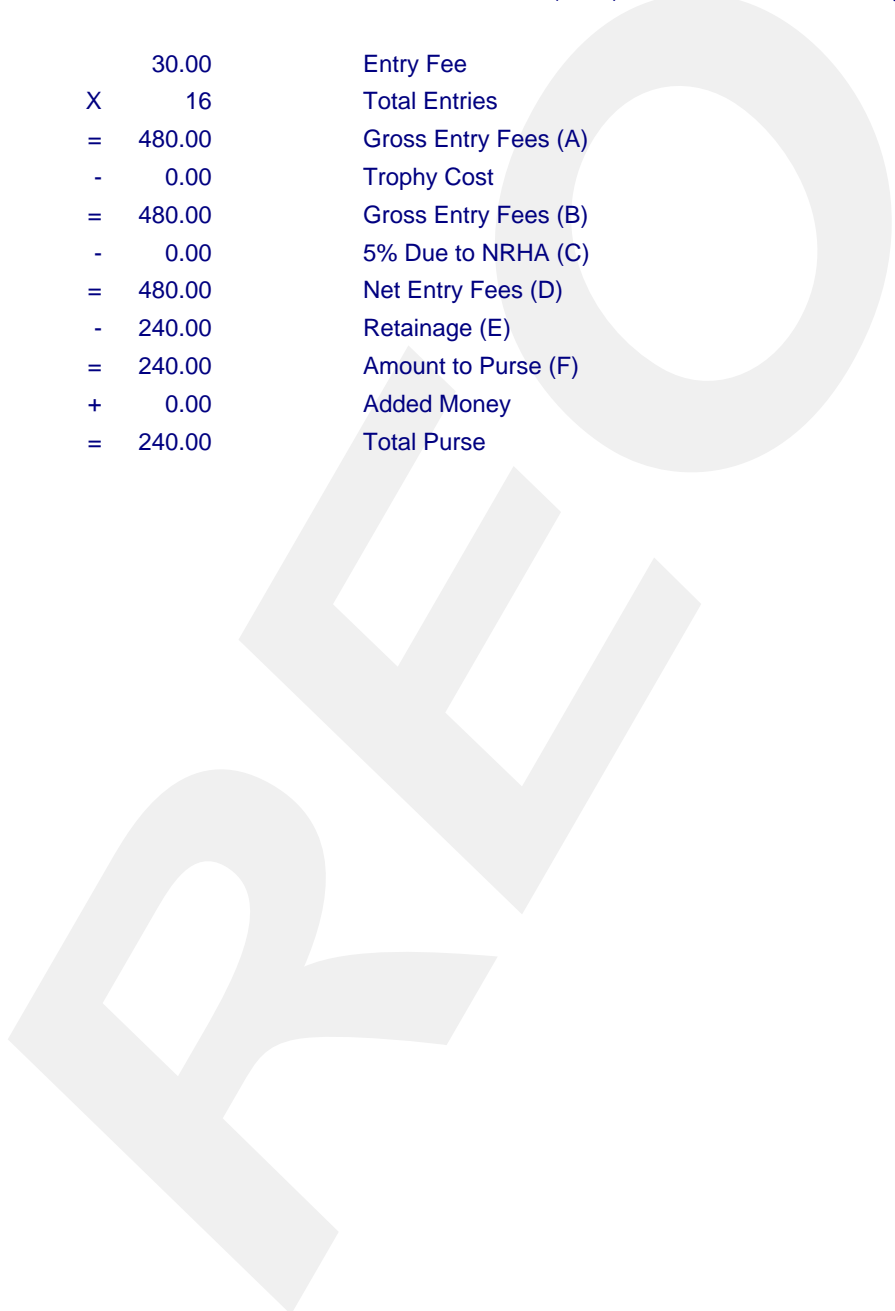 30.00 Entry Fee
X 16 Total Entries
= 480.00 Gross Entry Fees (A)
- 0.00 Trophy Cost
= 480.00 Gross Entry Fees (B)
- 0.00 5% Due to NRHA (C)
= 480.00 Net Entry Fees (D)
- 240.00 Retainage (E)
= 240.00 Amount to Purse (F)
+ 0.00 Added Money
= 240.00 Total Purse
REO